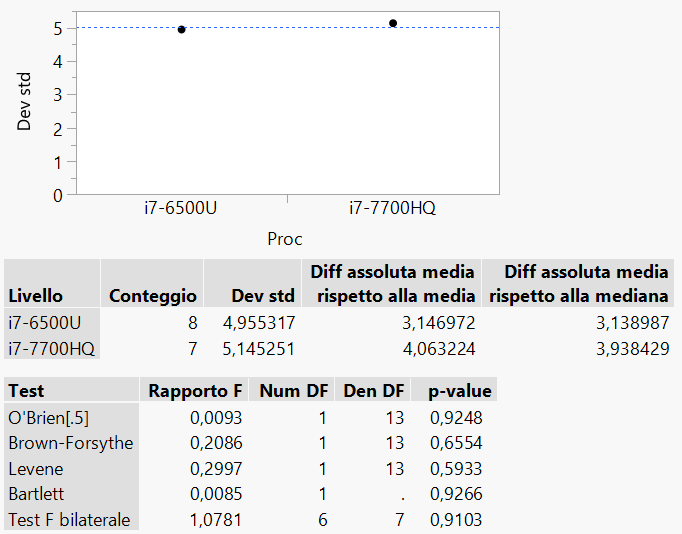 5
4
3
2
1
0
Dev std
i7-6500U i7-7700HQ
Proc
Livello Conteggio Dev std Diff assoluta media rispetto alla media Diff assoluta media rispetto alla mediana
i7-6500U 8 4,955317 3,146972 3,138987
i7-7700HQ 7 5,145251 4,063224 3,938429
Test Rapporto F Num DF Den DF p-value
O'Brien[.5] 0,0093 1 13 0,9248
Brown-Forsythe 0,2086 1 13 0,6554
Levene 0,2997 1 13 0,5933
Bartlett 0,0085 1 . 0,9266
Test F bilaterale 1,0781 6 7 0,9103